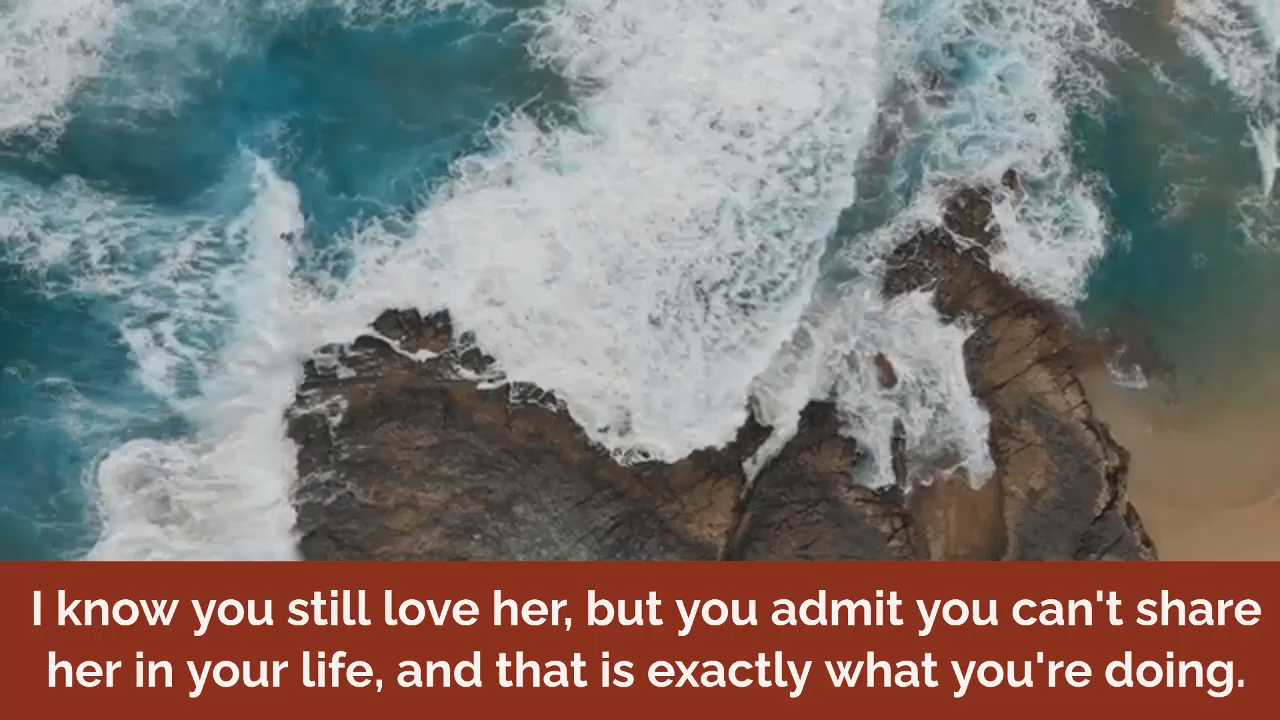 I know you still love her, but you admit you can't share
her in your life, and that is exactly what you're doing.